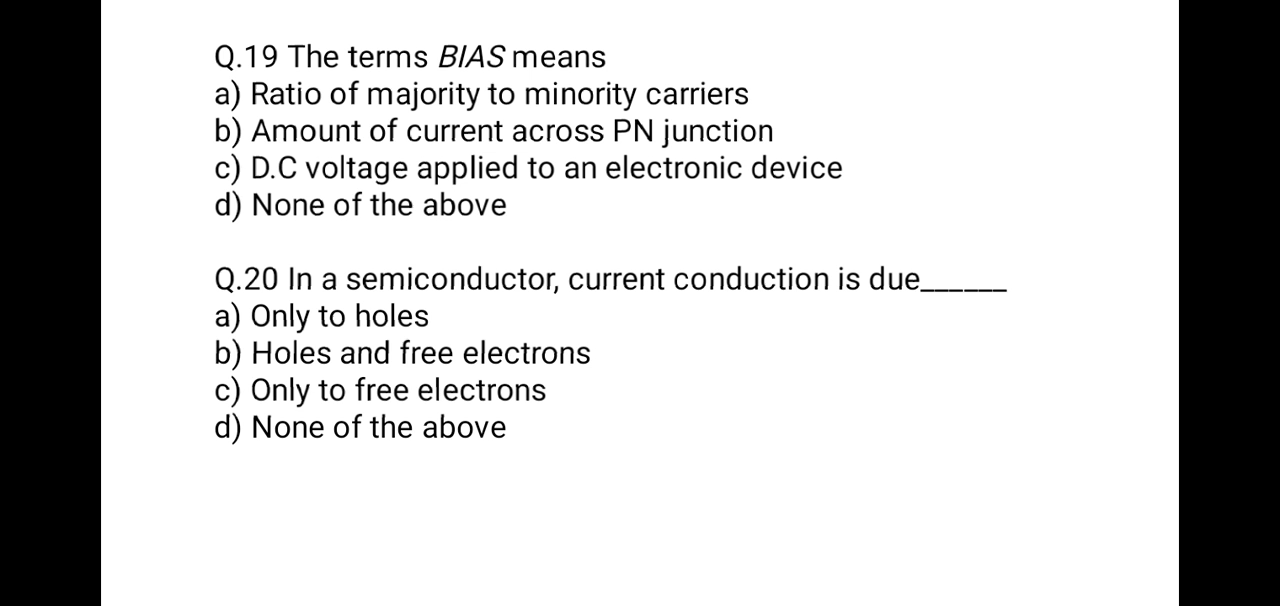 Q.19 The terms BIAS means
a) Ratio of majority to minority carriers
b) Amount of current across PN junction
c) D.C voltage applied to an electronic device
d) None of the above
Q.20 In a semiconductor, current conduction is due______
a) Only to holes
b) Holes and free electrons
c) Only to free electrons
d) None of the above